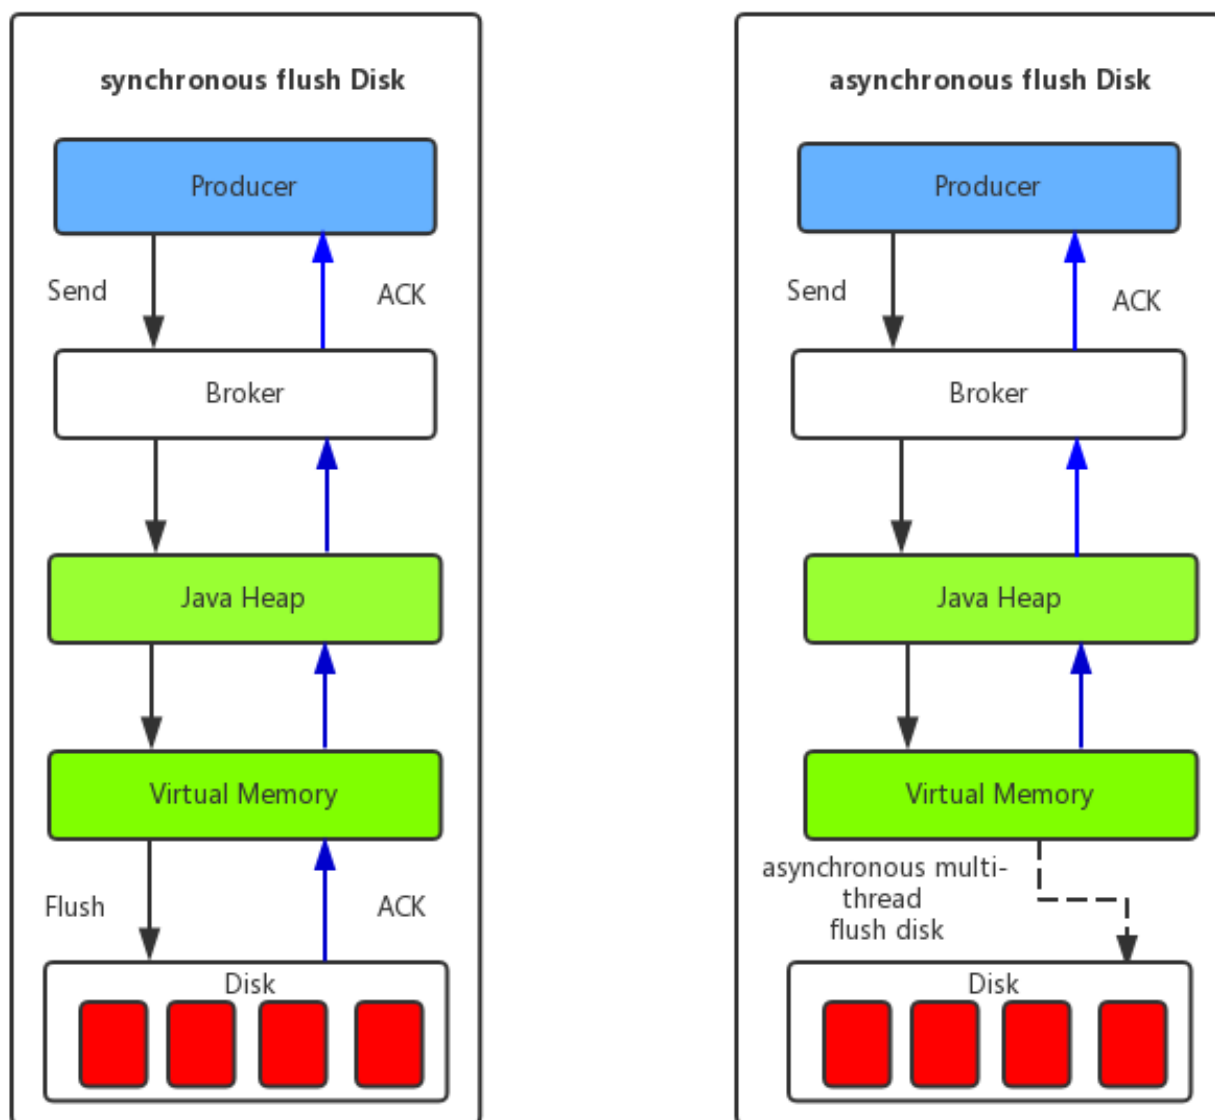 synchronous flush Disk
Producer
Send
ACK
Broker
Java Heap
Virtual Memory
Flush
ACK
Disk
asynchronous flush Disk
Producer
Send
ACK
Broker
Java Heap
Virtual Memory
asynchronous multi-
thread
flush disk
Disk